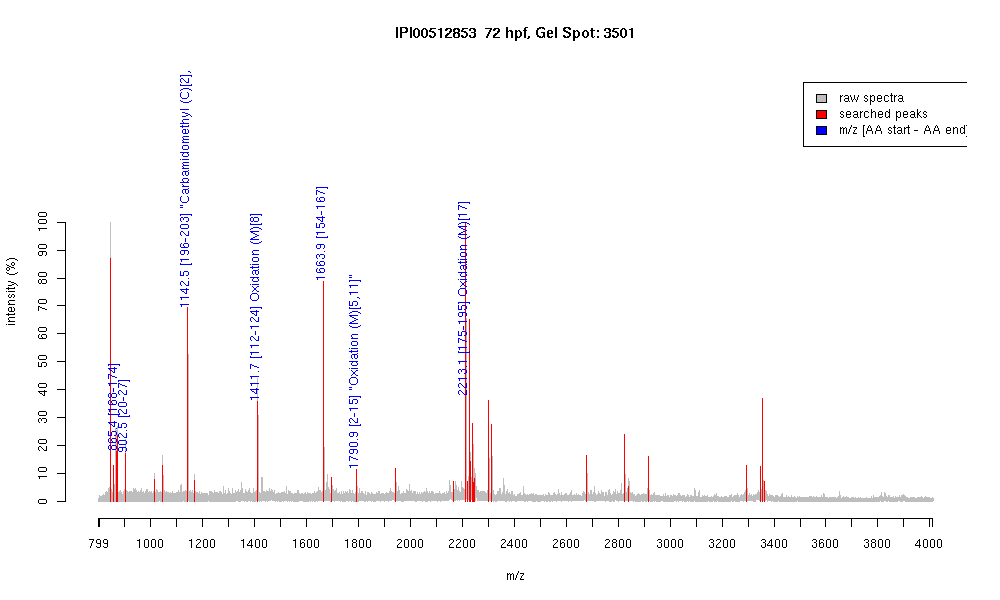 IPI00512853 72 hpf, Gel Spot: 3501
raw spectra
searched peaks
m/z [AA start - AA end]
1142.5 [196-203] "Carbamidomethyl (C)[2],
1411.7 [112-124] Oxidation (M)[8]
1663.9 [154-167]
1790.9 [2-15] "Oxidation (M)[5,11]"
2213.1 [175-195] Oxidation (M)[17]
865.4 [168-174]
902.5 [20-27]
intensity (%)
100
90
80
70
60
50
40
30
20
10
0
799 1000 1200 1400 1600 1800 2000 2200 2400 2600 2800 3000 3200 3400 3600 3800 4000
m/z